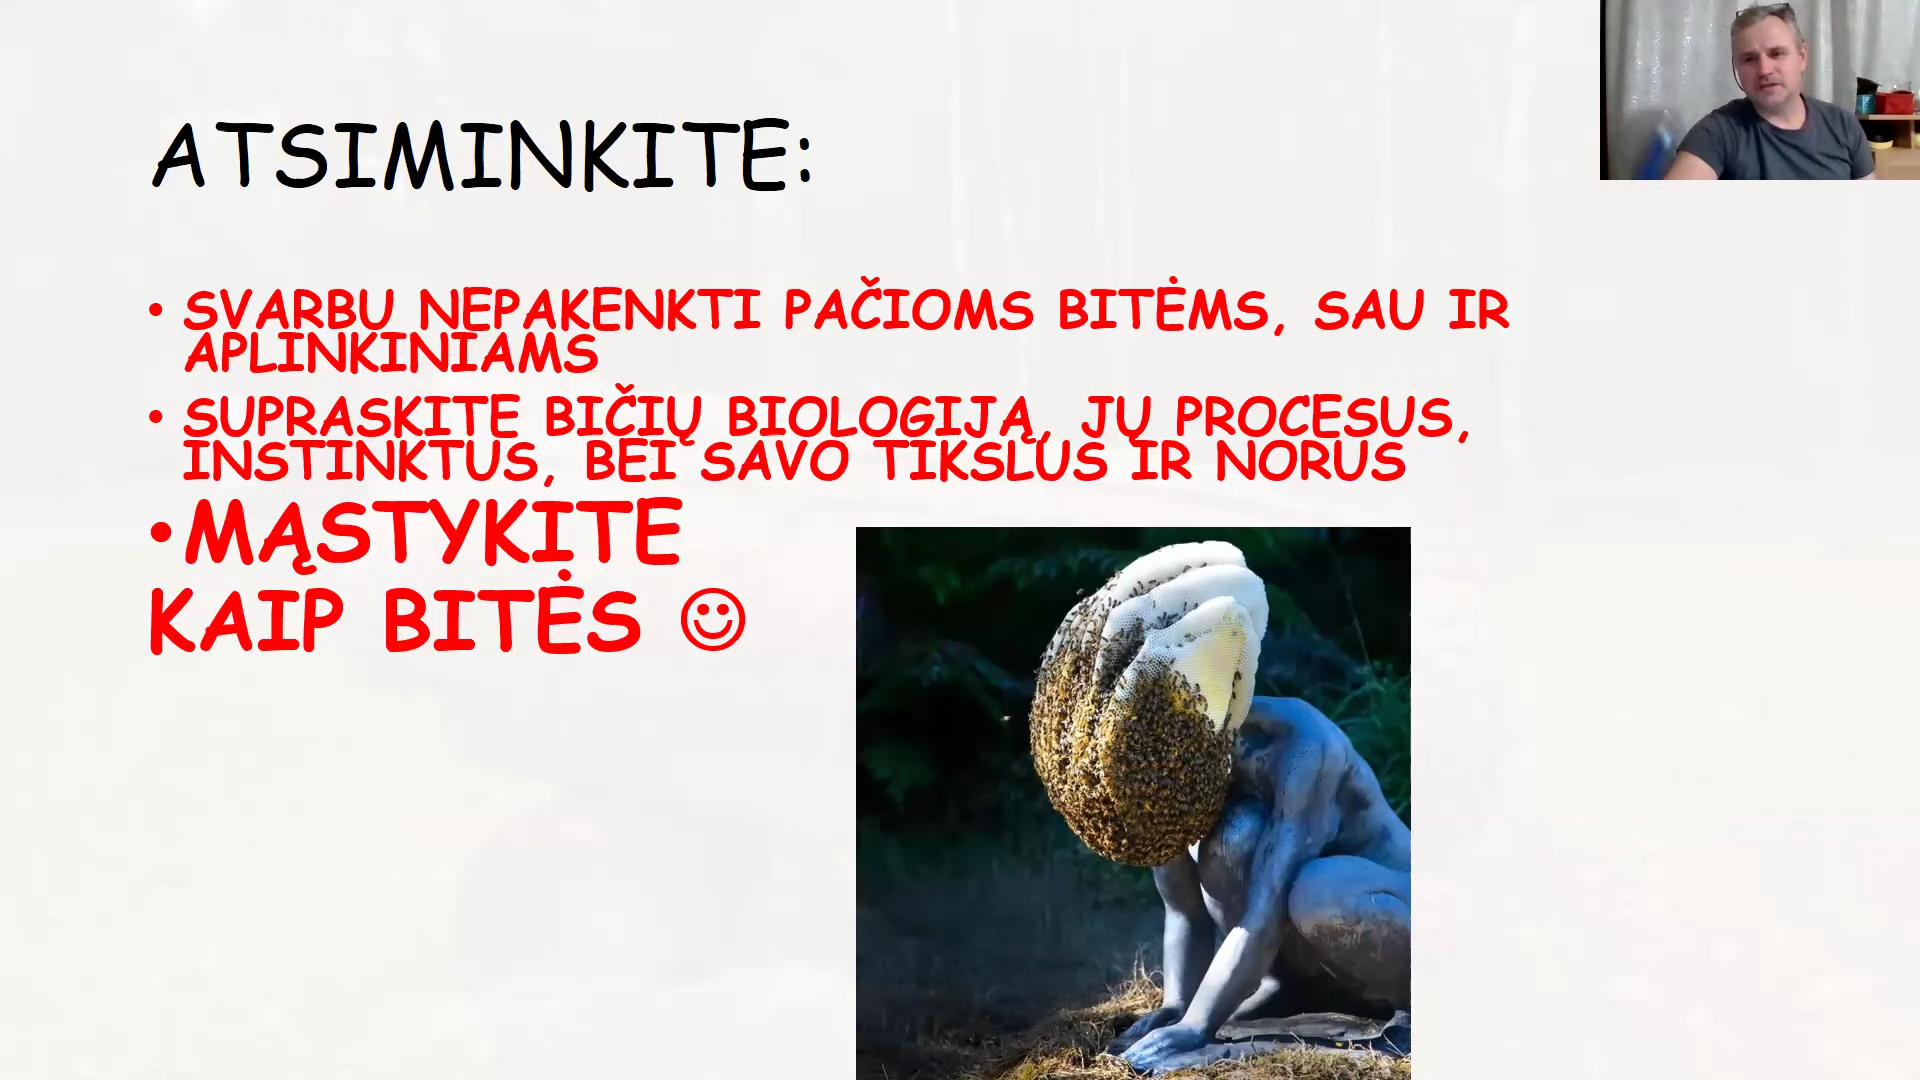 ATSIMINKITE:
• SVARBU NEPAKENKTI PAČIOMS BITĖMS, SAU IR
APLINKINIAMS
• SUPRASKITE BIČIŲ BIOLOGIJĄ, JŲ PROCESUS,
INSTINKTUS, BEI SAVO TIKSLUS IR NORUS
• MĄSTYKITE
KAIP BITĖS ☺